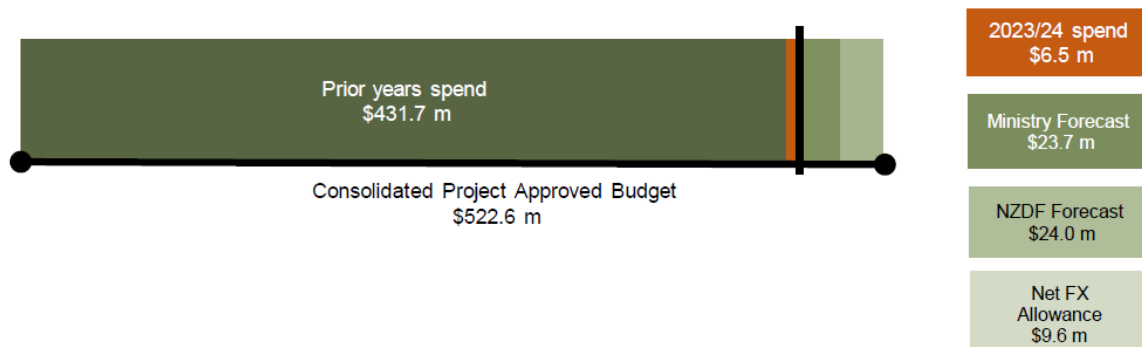 Prior years spend
$431.7 m
Consolidated Project Approved Budget
$522.6 m
2023/24 spend
$6.5 m
Ministry Forecast
$23.7 m
NZDF Forecast
$24.0 m
Net FX
Allowance
$9.6 m